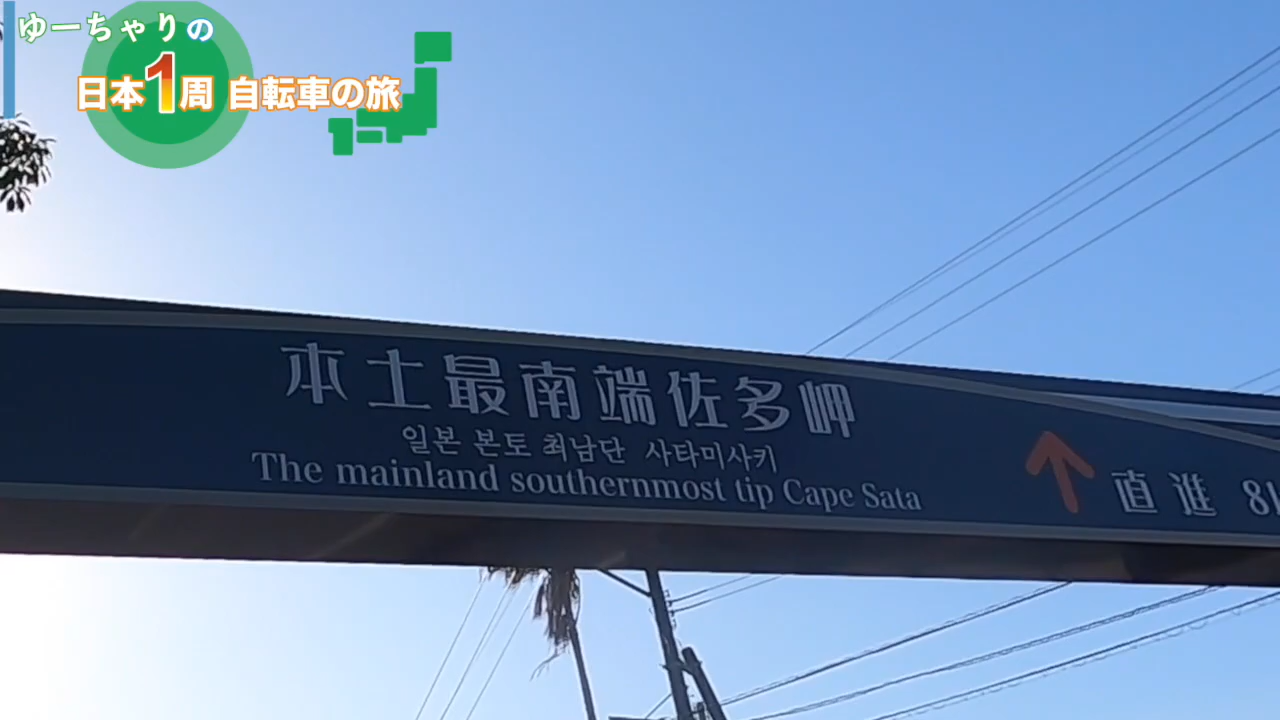 ゆーちゃりの
日本1周 自転車の旅
本土最南端佐多岬
일본 본토 최남단 사타미사키
The mainland southernmost tip Cape Sata
直進